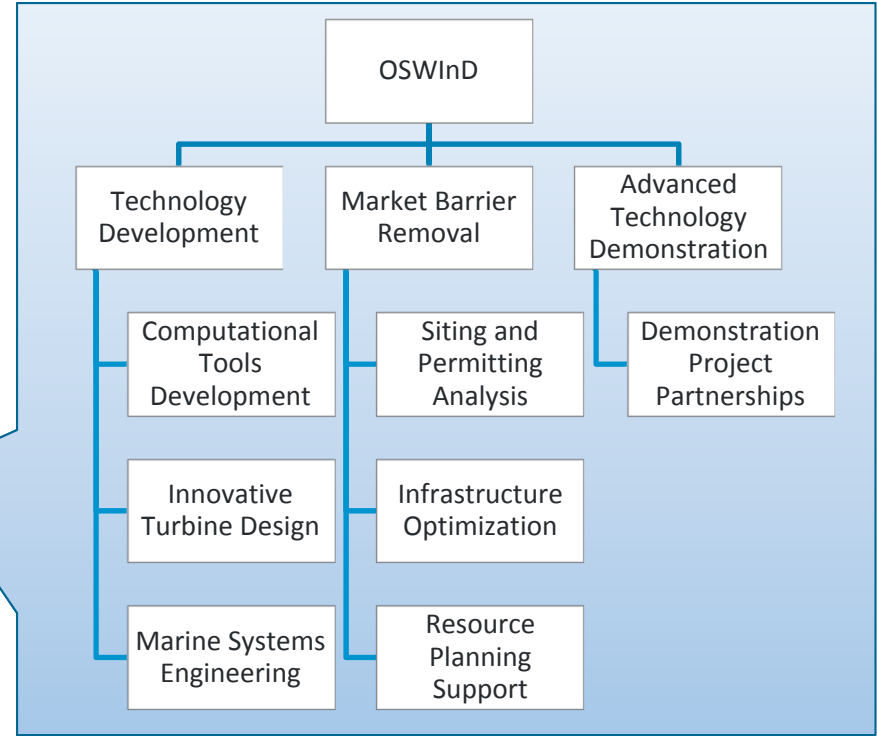 OSWInD
Technology
Development
Market Barrier
Removal
Advanced
Technology
Demonstration
Computational
Tools
Development
Siting and
Permitting
Analysis
Demonstration
Project
Partnerships
Innovative
Turbine Design
Infrastructure
Optimization
Marine Systems
Engineering
Resource
Planning
Support